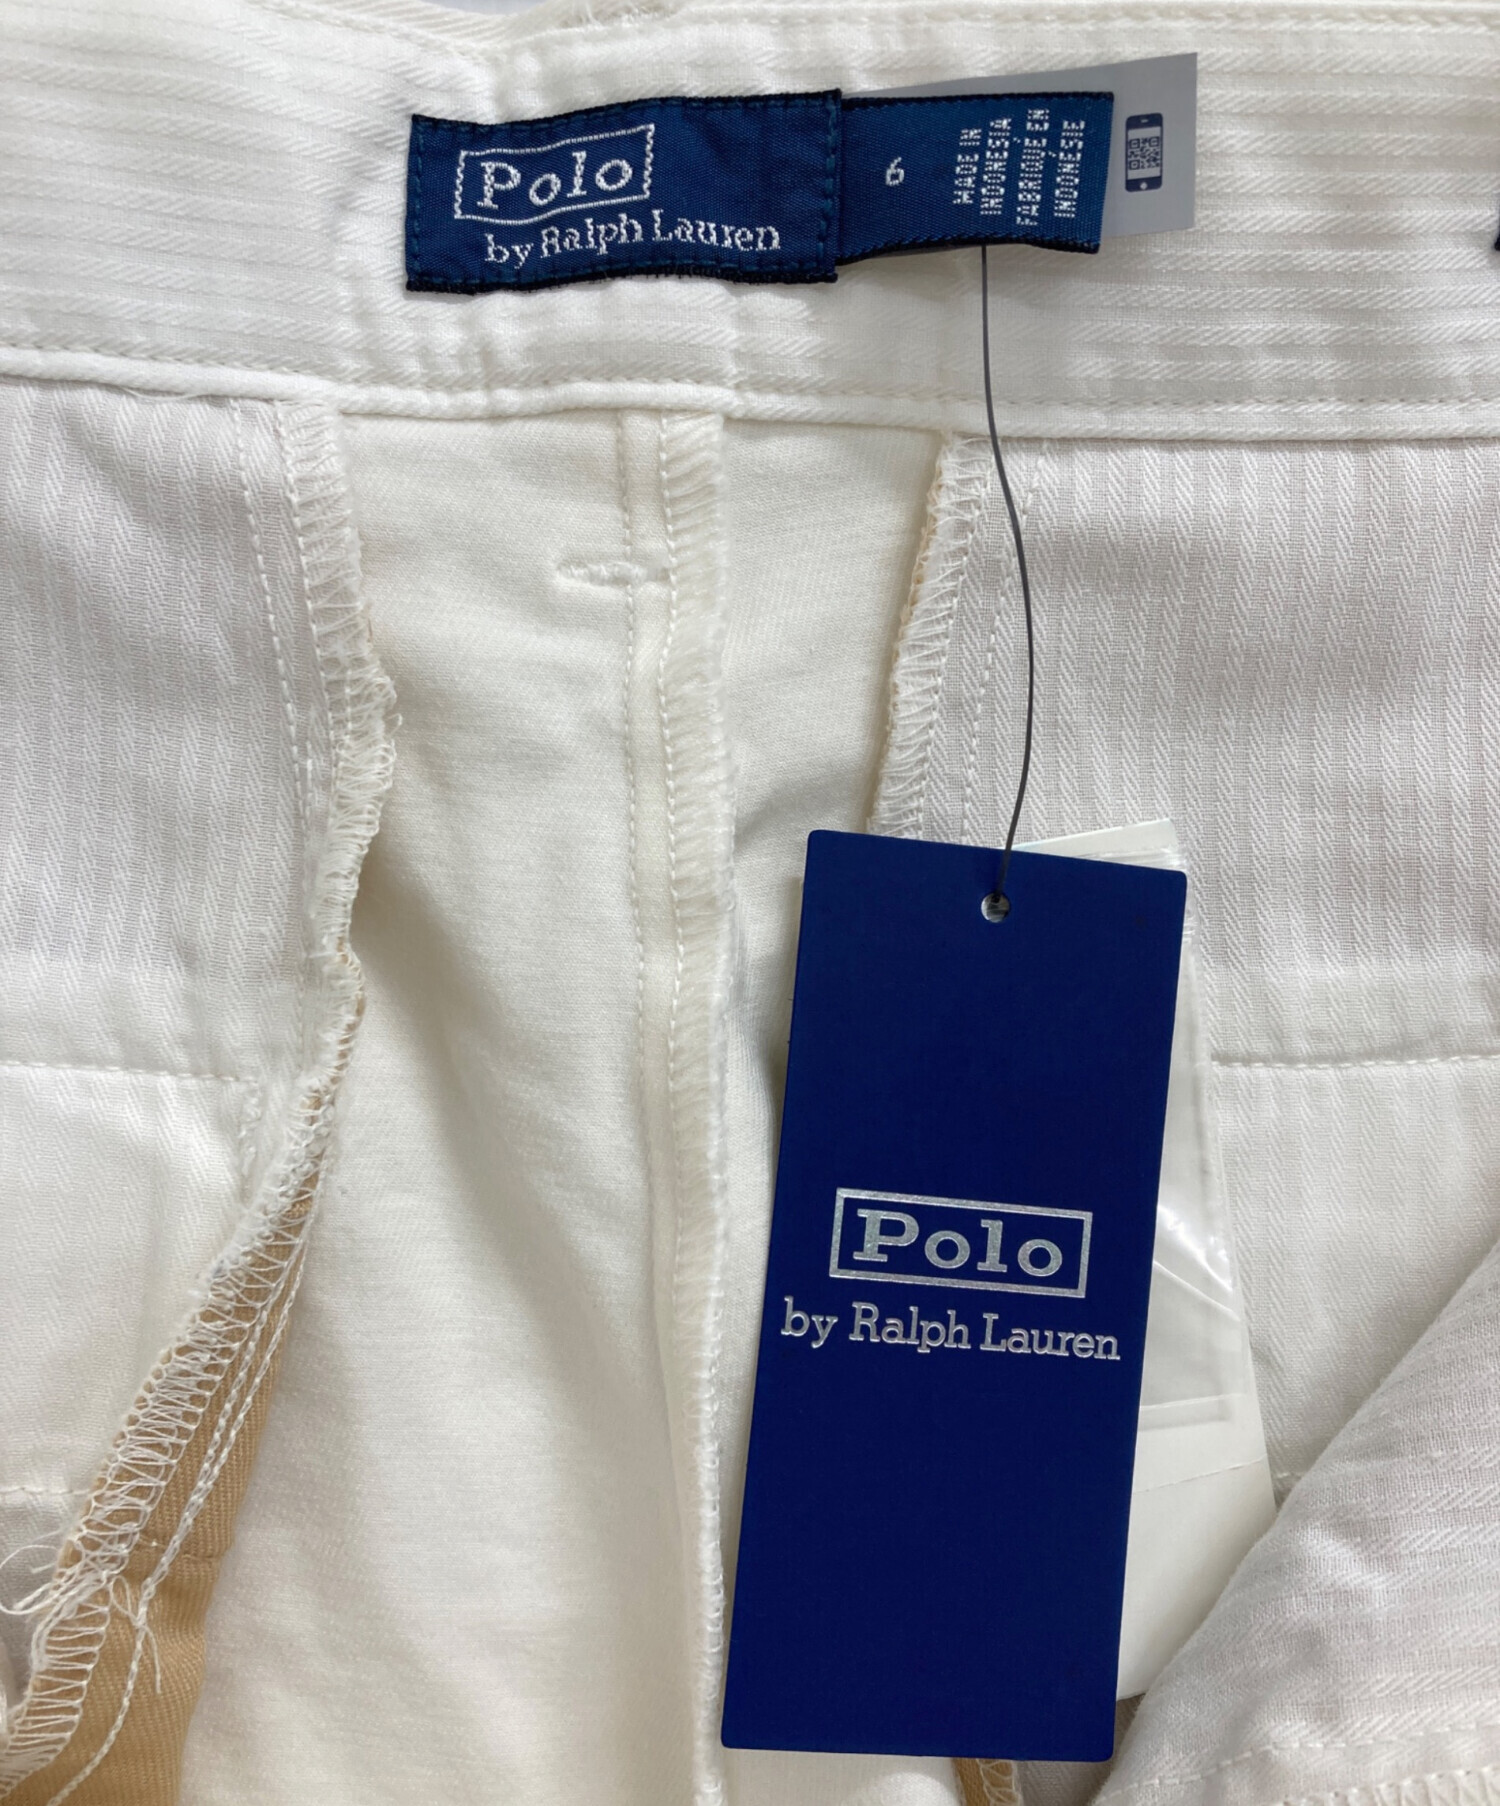 Polo
by Ralph Lauren
6
MADE IN
INDONESIA
FABRIQUÉ EN
INDONÉSIE
Polo
by Ralph Lauren